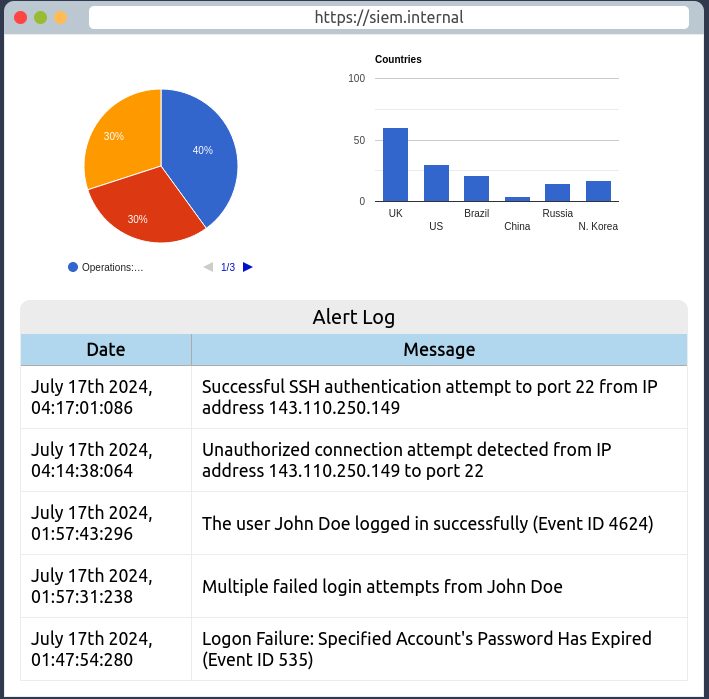 https://siem.internal
Countries
100
50
0
30%
40%
30%
UK
US
Brazil
China
Russia
N. Korea
Operations:...
1/3
Alert Log
Date
Message
July 17th 2024,
04:17:01:086
Successful SSH authentication attempt to port 22 from IP
address 143.110.250.149
July 17th 2024,
04:14:38:064
Unauthorized connection attempt detected from IP
address 143.110.250.149 to port 22
July 17th 2024,
01:57:43:296
The user John Doe logged in successfully (Event ID 4624)
July 17th 2024,
01:57:31:238
Multiple failed login attempts from John Doe
July 17th 2024,
01:47:54:280
Logon Failure: Specified Account's Password Has Expired
(Event ID 535)